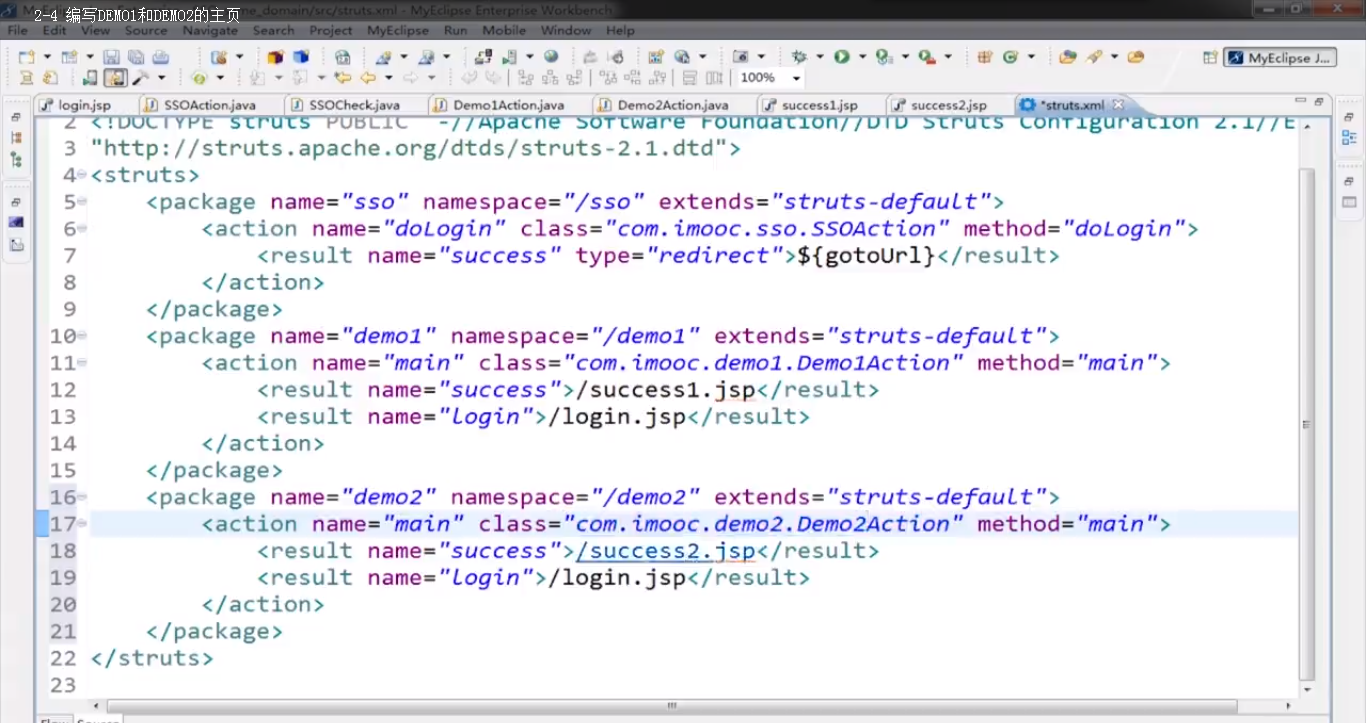 2-4 编写DEMO1和DEMO2的主页
ne_domain/src/struts.xml - MyEclipse Enterprise Workbench
File Edit View Source Navigate Search Project MyEclipse Run Mobile Window Help
100%
MyEclipse J...
login.jsp SSOAction.java SSOCheck.java Demo1Action.java Demo2Action.java success1.jsp success2.jsp *struts.xml
2 <!DOCTYPE struts PUBLIC "-//Apache Software Foundation//DTD Struts Configuration 2.1//E
3 "http://struts.apache.org/dtds/struts-2.1.dtd">
4 <struts>
5 <package name="sso" namespace="/sso" extends="struts-default">
6 <action name="doLogin" class="com.imooc.sso.SSOAction" method="doLogin">
7 <result name="success" type="redirect">${gotoUrl}</result>
8 </action>
9 </package>
10 <package name="demo1" namespace="/demo1" extends="struts-default">
11 <action name="main" class="com.imooc.demo1.Demo1Action" method="main">
12 <result name="success">/success1.jsp</result>
13 <result name="login">/login.jsp</result>
14 </action>
15 </package>
16 <package name="demo2" namespace="/demo2" extends="struts-default">
17 <action name="main" class="com.imooc.demo2.Demo2Action" method="main">
18 <result name="success">/success2.jsp</result>
19 <result name="login">/login.jsp</result>
20 </action>
21 </package>
22 </struts>
23